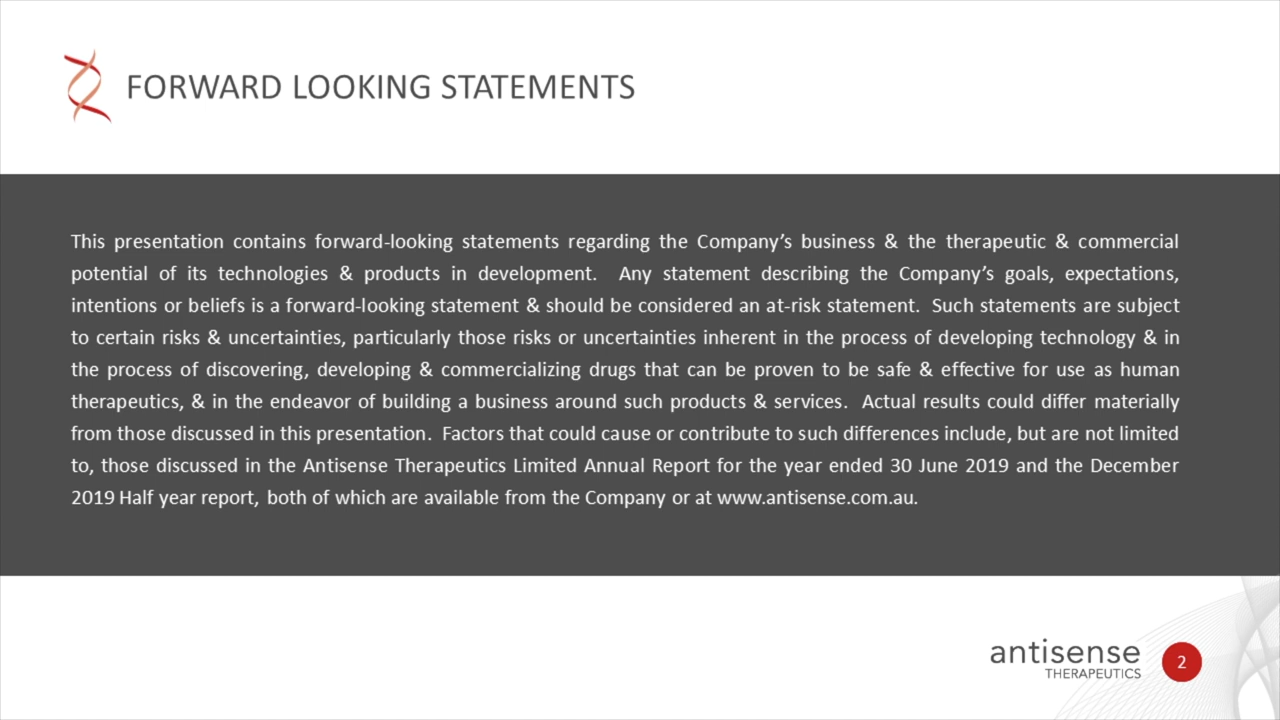 FORWARD LOOKING STATEMENTS
This presentation contains forward-looking statements regarding the Company’s business & the therapeutic & commercial
potential of its technologies & products in development.  Any statement describing the Company’s goals, expectations,
intentions or beliefs is a forward-looking statement & should be considered an at-risk statement.  Such statements are subject
to certain risks & uncertainties, particularly those risks or uncertainties inherent in the process of developing technology & in
the process of discovering, developing & commercializing drugs that can be proven to be safe & effective for use as human
therapeutics, & in the endeavor of building a business around such products & services.  Actual results could differ materially
from those discussed in this presentation.  Factors that could cause or contribute to such differences include, but are not limited
to, those discussed in the Antisense Therapeutics Limited Annual Report for the year ended 30 June 2019 and the December
2019 Half year report, both of which are available from the Company or at www.antisense.com.au.
antisense
THERAPEUTICS
2